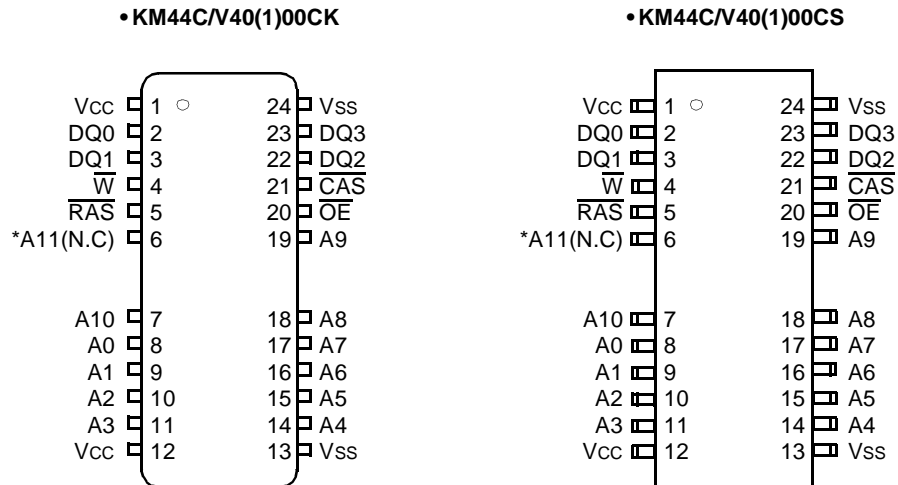 •KM44C/V40(1)00CK
VCC 1 24 VSS
DQ0 2 23 DQ3
DQ1 3 22 DQ2
W 4 21 CAS
RAS 5 20 OE
*A11(N.C) 6 19 A9
A10 7 18 A8
A0 8 17 A7
A1 9 16 A6
A2 10 15 A5
A3 11 14 A4
VCC 12 13 VSS
•KM44C/V40(1)00CS
VCC 1 24 VSS
DQ0 2 23 DQ3
DQ1 3 22 DQ2
W 4 21 CAS
RAS 5 20 OE
*A11(N.C) 6 19 A9
A10 7 18 A8
A0 8 17 A7
A1 9 16 A6
A2 10 15 A5
A3 11 14 A4
VCC 12 13 VSS